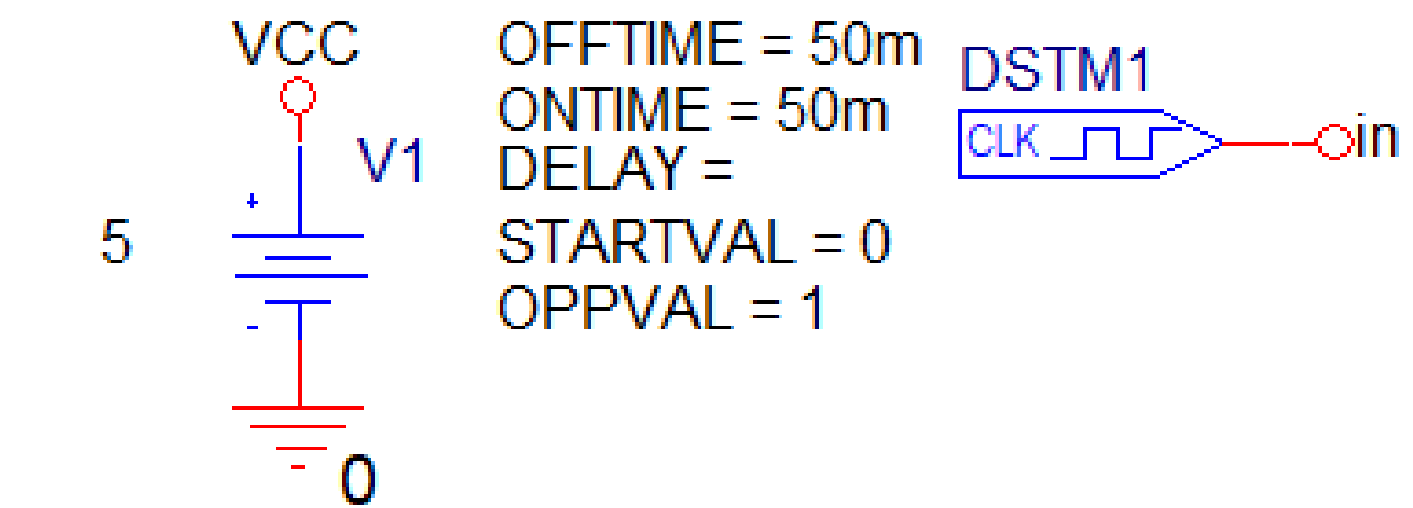 VCC
V1
+
5
-
0
OFFTIME = 50m
ONTIME = 50m
DELAY =
STARTVAL = 0
OPPVAL = 1
DSTM1
CLK
in